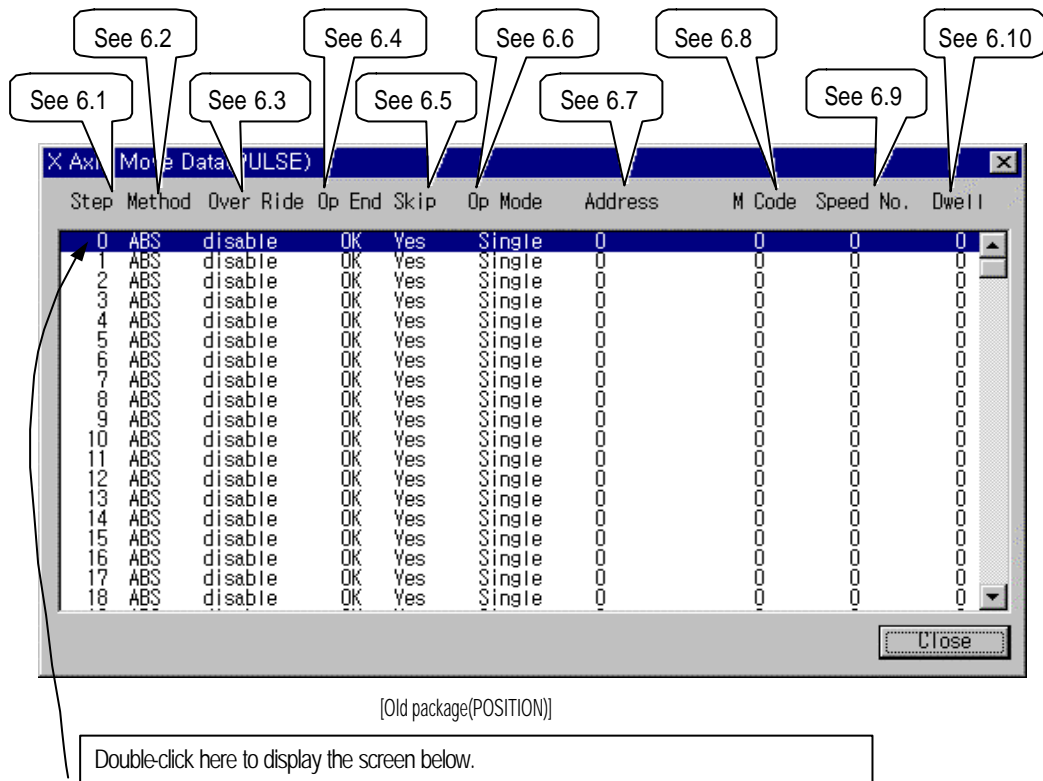 See 6.2 See 6.4 See 6.6 See 6.8 See 6.10
See 6.1 See 6.3 See 6.5 See 6.7 See 6.9
X Axi Move Data PULSE)
Step Method Over Ride Op End Skip Op Mode Address M Code Speed No. Dwell
0 ABS disable OK Yes Single 0 0 0 0
1 ABS disable OK Yes Single 0 0 0 0
2 ABS disable OK Yes Single 0 0 0 0
3 ABS disable OK Yes Single 0 0 0 0
4 ABS disable OK Yes Single 0 0 0 0
5 ABS disable OK Yes Single 0 0 0 0
6 ABS disable OK Yes Single 0 0 0 0
7 ABS disable OK Yes Single 0 0 0 0
8 ABS disable OK Yes Single 0 0 0 0
9 ABS disable OK Yes Single 0 0 0 0
10 ABS disable OK Yes Single 0 0 0 0
11 ABS disable OK Yes Single 0 0 0 0
12 ABS disable OK Yes Single 0 0 0 0
13 ABS disable OK Yes Single 0 0 0 0
14 ABS disable OK Yes Single 0 0 0 0
15 ABS disable OK Yes Single 0 0 0 0
16 ABS disable OK Yes Single 0 0 0 0
17 ABS disable OK Yes Single 0 0 0 0
18 ABS disable OK Yes Single 0 0 0 0
Close
[Old package(POSITION)]
Double-click here to display the screen below.